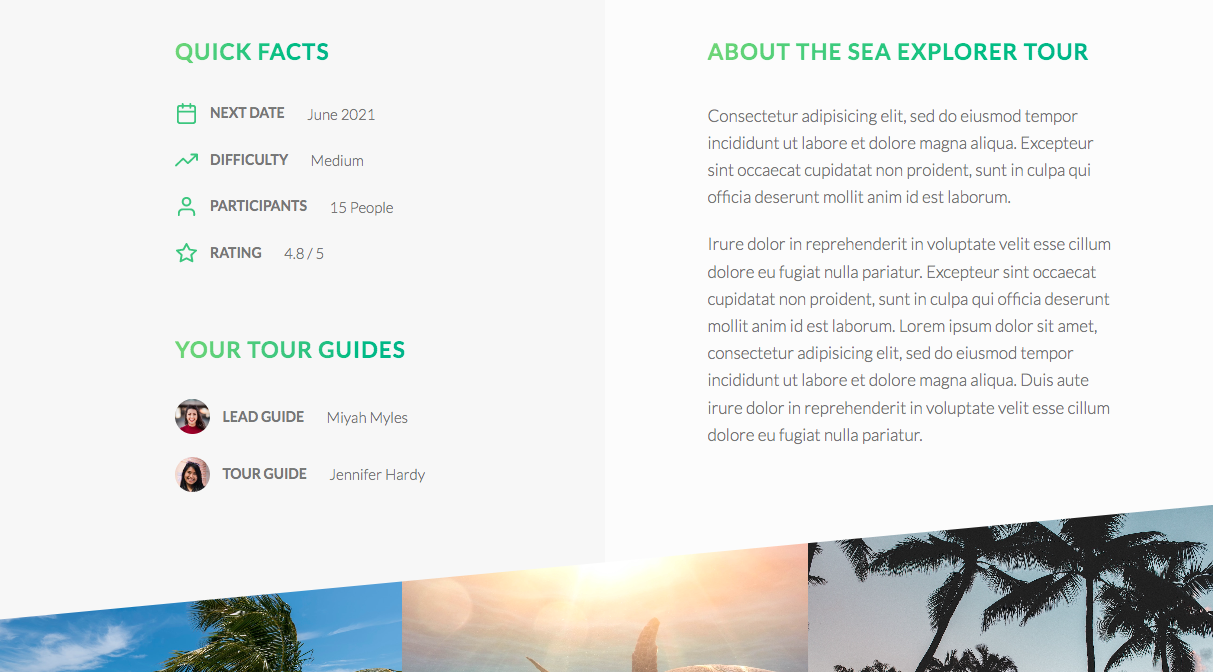 QUICK FACTS
NEXT DATE June 2021
DIFFICULTY Medium
PARTICIPANTS 15 People
RATING 4.8 / 5
YOUR TOUR GUIDES
LEAD GUIDE Miyah Myles
TOUR GUIDE Jennifer Hardy
ABOUT THE SEA EXPLORER TOUR
Consectetur adipisicing elit, sed do eiusmod tempor
incididunt ut labore et dolore magna aliqua. Excepteur
sint occaecat cupidatat non proident, sunt in culpa qui
officia deserunt mollit anim id est laborum.
Irure dolor in reprehenderit in voluptate velit esse cillum
dolore eu fugiat nulla pariatur. Excepteur sint occaecat
cupidatat non proident, sunt in culpa qui officia deserunt
mollit anim id est laborum. Lorem ipsum dolor sit amet,
consectetur adipisicing elit, sed do eiusmod tempor
incididunt ut labore et dolore magna aliqua. Duis aute
irure dolor in reprehenderit in voluptate velit esse cillum
dolore eu fugiat nulla pariatur.